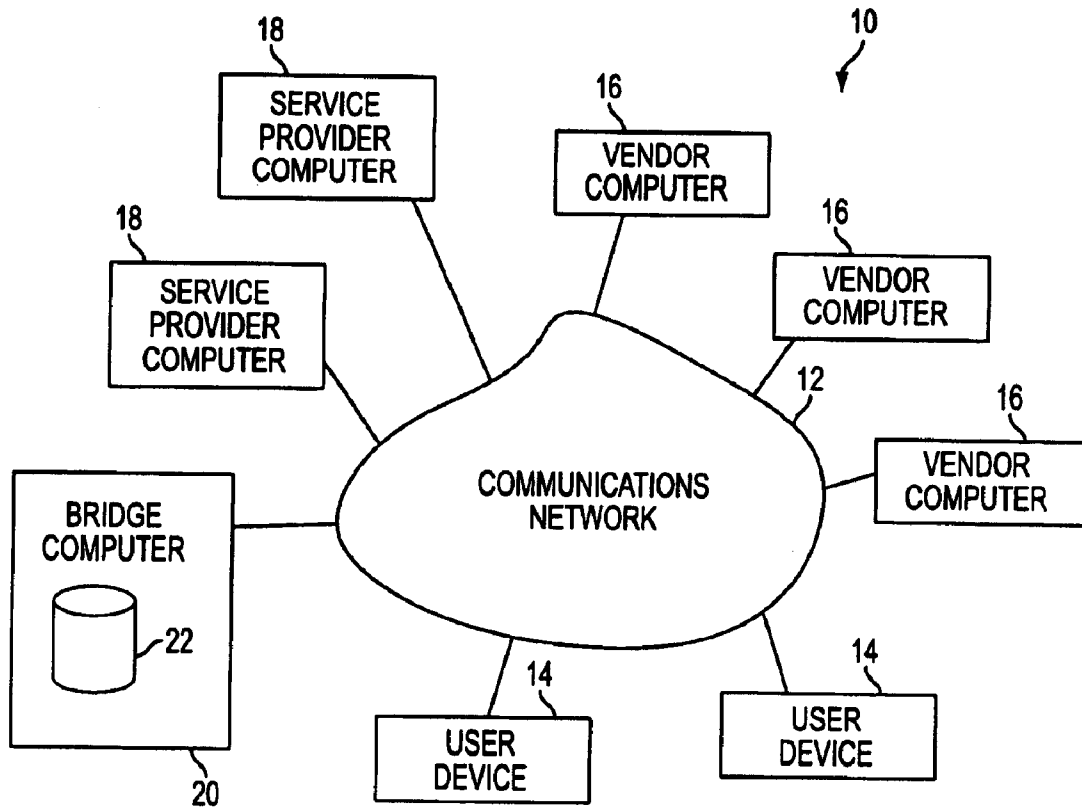 10
18
SERVICE
PROVIDER
COMPUTER
16
VENDOR
COMPUTER
18
SERVICE
PROVIDER
COMPUTER
16
VENDOR
COMPUTER
12
16
VENDOR
COMPUTER
COMMUNICATIONS
NETWORK
BRIDGE
COMPUTER
22
20
14
USER
DEVICE
14
USER
DEVICE